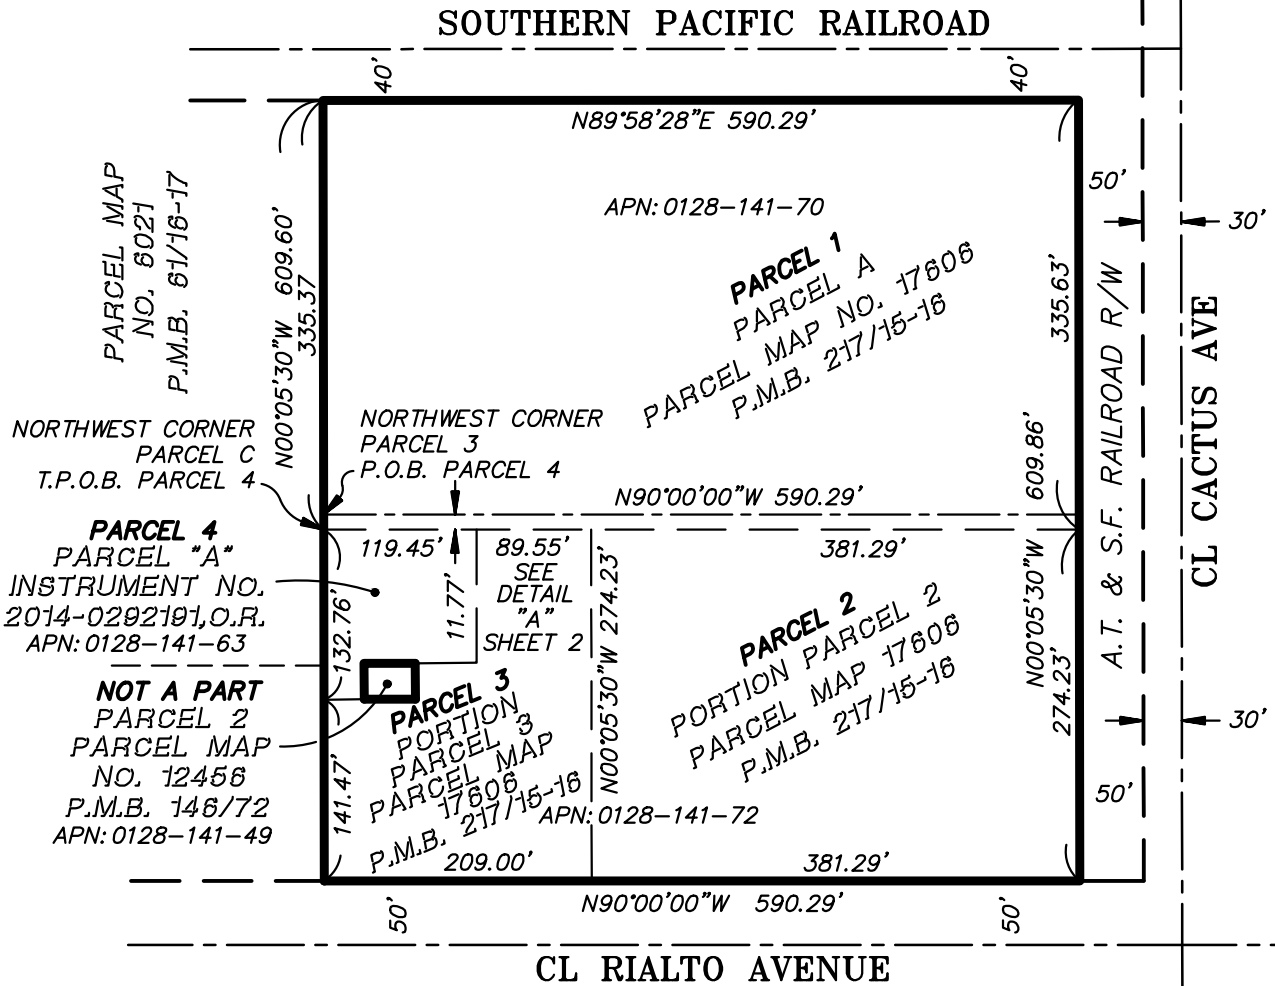 SOUTHERN PACIFIC RAILROAD
40'
40'
N89°58'28"E 590.29'
APN: 0128-141-70
50'
30'
PARCEL MAP
NO. 6021
P.M.B. 61/16-17
N00°05'30"W 609.60'
335.37
PARCEL 1
PARCEL A
PARCEL MAP NO. 17606
P.M.B. 217/15-16
335.63'
609.86'
A.T. & S.F. RAILROAD R/W
CL CACTUS AVE
NORTHWEST CORNER
PARCEL C
T.P.O.B. PARCEL 4
NORTHWEST CORNER
PARCEL 3
P.O.B. PARCEL 4
N90°00'00"W 590.29'
PARCEL 4
PARCEL "A"
INSTRUMENT NO.
2014-0292191,O.R.
APN: 0128-141-63
119.45'
89.55'
381.29'
SEE
DETAIL
"A"
SHEET 2
11.77'
132.76'
N00°05'30"W 274.23'
N00°05'30"W
274.23'
PARCEL 2
PORTION PARCEL 2
PARCEL MAP 17606
P.M.B. 217/15-16
NOT A PART
PARCEL 2
PARCEL MAP
NO. 12456
P.M.B. 146/72
APN: 0128-141-49
PARCEL 3
PORTION
PARCEL 3
PARCEL MAP
17606
P.M.B. 217/15-16
APN: 0128-141-72
141.47'
30'
50'
209.00'
381.29'
N90°00'00"W 590.29'
50'
50'
CL RIALTO AVENUE